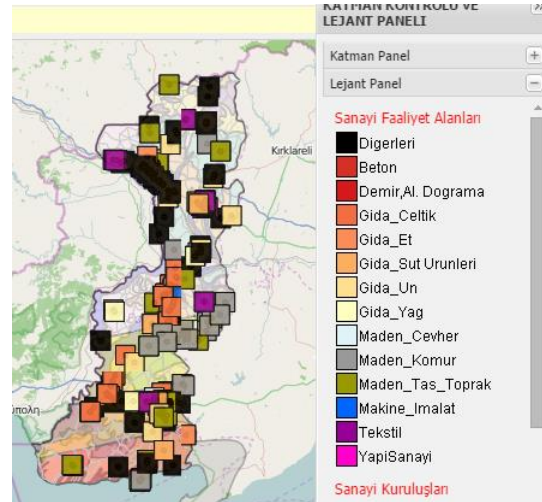 KATMAN KONTROLÜ VE
LEJANT PANELİ
Katman Panel
Lejant Panel
Sanayi Faaliyet Alanları
Digerleri
Beton
Demir,Al. Dograma
Gida_Celtik
Gida_Et
Gida_Sut Urunleri
Gida_Un
Gida_Yag
Maden_Cevher
Maden_Komur
Maden_Tas_Toprak
Makine_Imalat
Tekstil
YapiSanayi
Sanayi Kuruluşları
Kırklareli